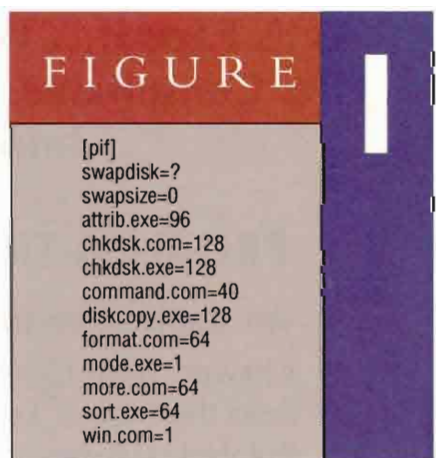 FIGURE 1
[pif]
swapdisk=?
swapsize=0
attrib.exe=96
chkdsk.com=128
chkdsk.exe=128
command.com=40
diskcopy.exe=128
format.com=64
mode.exe=1
more.com=64
sort.exe=64
win.com=1